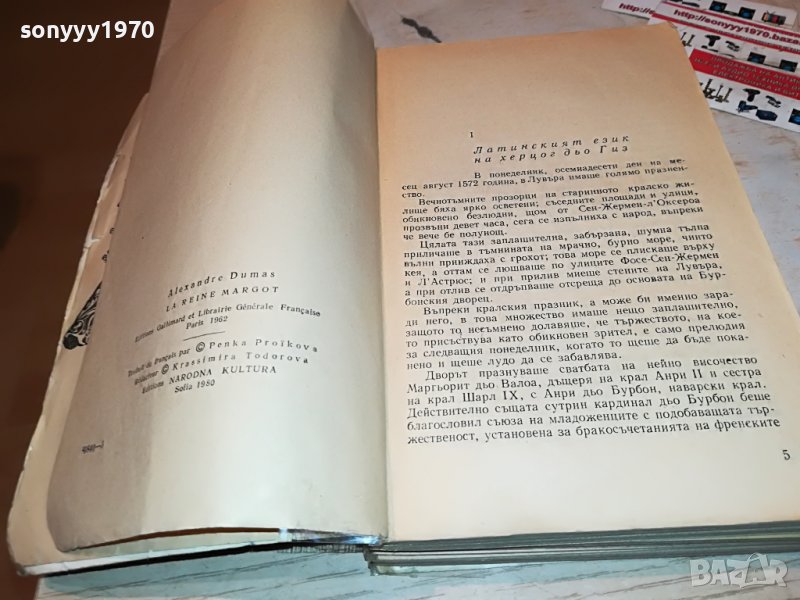 sonyyy1970
Alexandre Dumas
LA REINE MARGOT
Editions Gallimard et Librairie Générale Française
Paris 1962
Traduit du français par © Penka Proïkova
Rédacteur © Krassimira Todorova
Editions NARODNA KULTURA
Sofia 1980
1
Латинският език
на херцог дьо Гиз
В понеделник, осемнадесети ден на ме-
сец август 1572 година, в Лувъра имаше голямо празнен-
ство.
Вечнотъмните прозорци на старинното кралско жи-
лище бяха ярко осветени; съседните площади и улици,
обикновено безлюдни, щом от Сен-Жермен-л'Оксероа
прозвъни девет часа, сега се изпълниха с народ, въпреки
че вече бе полунощ.
Цялата тази заплашителна, забързана, шумна тълпа
приличаше в тъмнината на мрачно, бурно море, чиито
вълни прииждаха с грохот; това море се плискаше върху
кея, а оттам се люшваше по улиците Фосе-Сен-Жермен
и Л'Астрюс; и при прилив миеше стените на Лувъра,
а при отлив се отдръпваше отсреща до основата на Бур-
бонския дворец.
Въпреки кралския празник, а може би именно зара-
ди него, в това множество имаше нещо заплашително,
защото то несъмнено долавяше, че тържеството, на кое-
то присъствува като обикновен зрител, е само прелюдия
за следващия понеделник, когато то ще бъде пока-
нено и ще лудо да се забавлява.
Дворът празнуваше сватбата на нейно височество
Маргьорит дьо Валоа, дъщеря на крал Анри II и сестра
на крал Шарл IX, с Анри дьо Бурбон, наварски крал.
Действително същата сутрин кардинал дьо Бурбон беше
благословил съюза на младоженците с подобаващата тър-
жественост, установена за бракосъчетанията на френските
5
http://sonyyy1970.baza
BAZAR